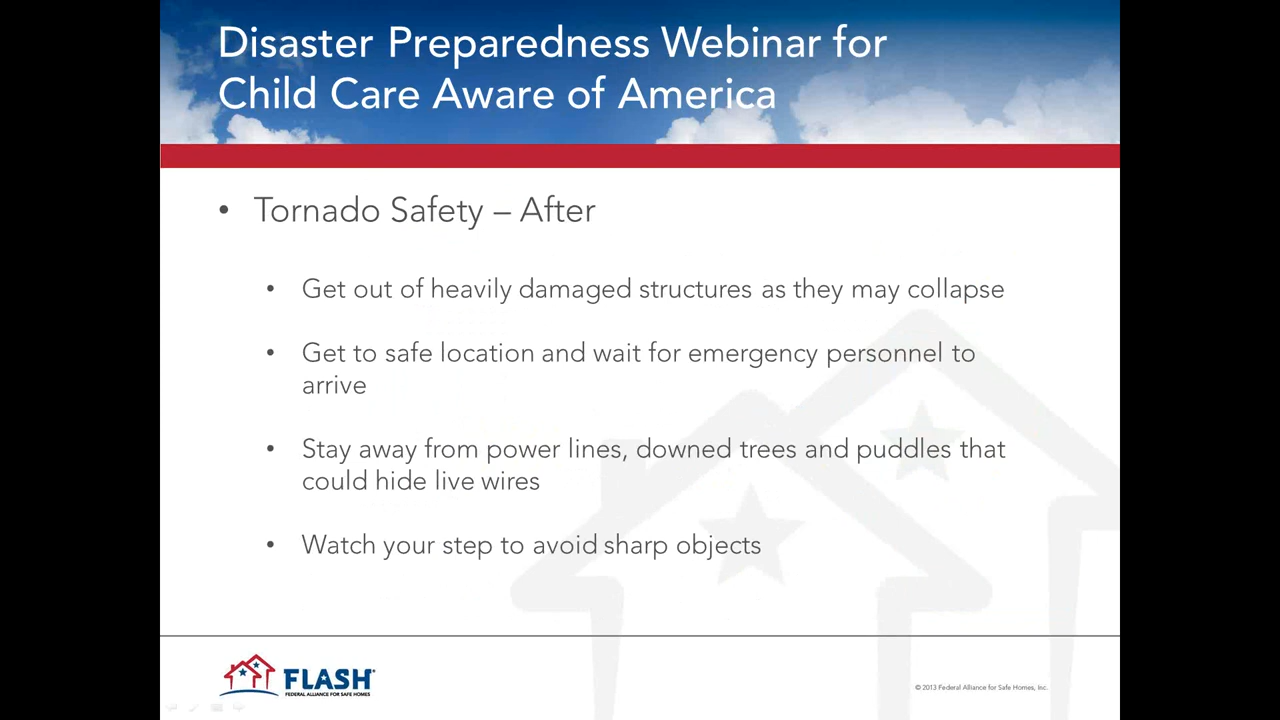 Disaster Preparedness Webinar for
Child Care Aware of America
• Tornado Safety – After
• Get out of heavily damaged structures as they may collapse
• Get to safe location and wait for emergency personnel to
arrive
• Stay away from power lines, downed trees and puddles that
could hide live wires
• Watch your step to avoid sharp objects
FLASH®
FEDERAL ALLIANCE FOR SAFE HOMES
© 2013 Federal Alliance for Safe Homes, Inc.